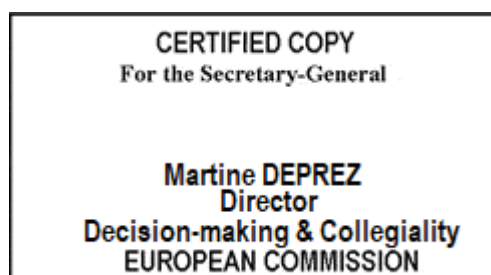 CERTIFIED COPY
For the Secretary-General
Martine DEPREZ
Director
Decision-making & Collegiality
EUROPEAN COMMISSION